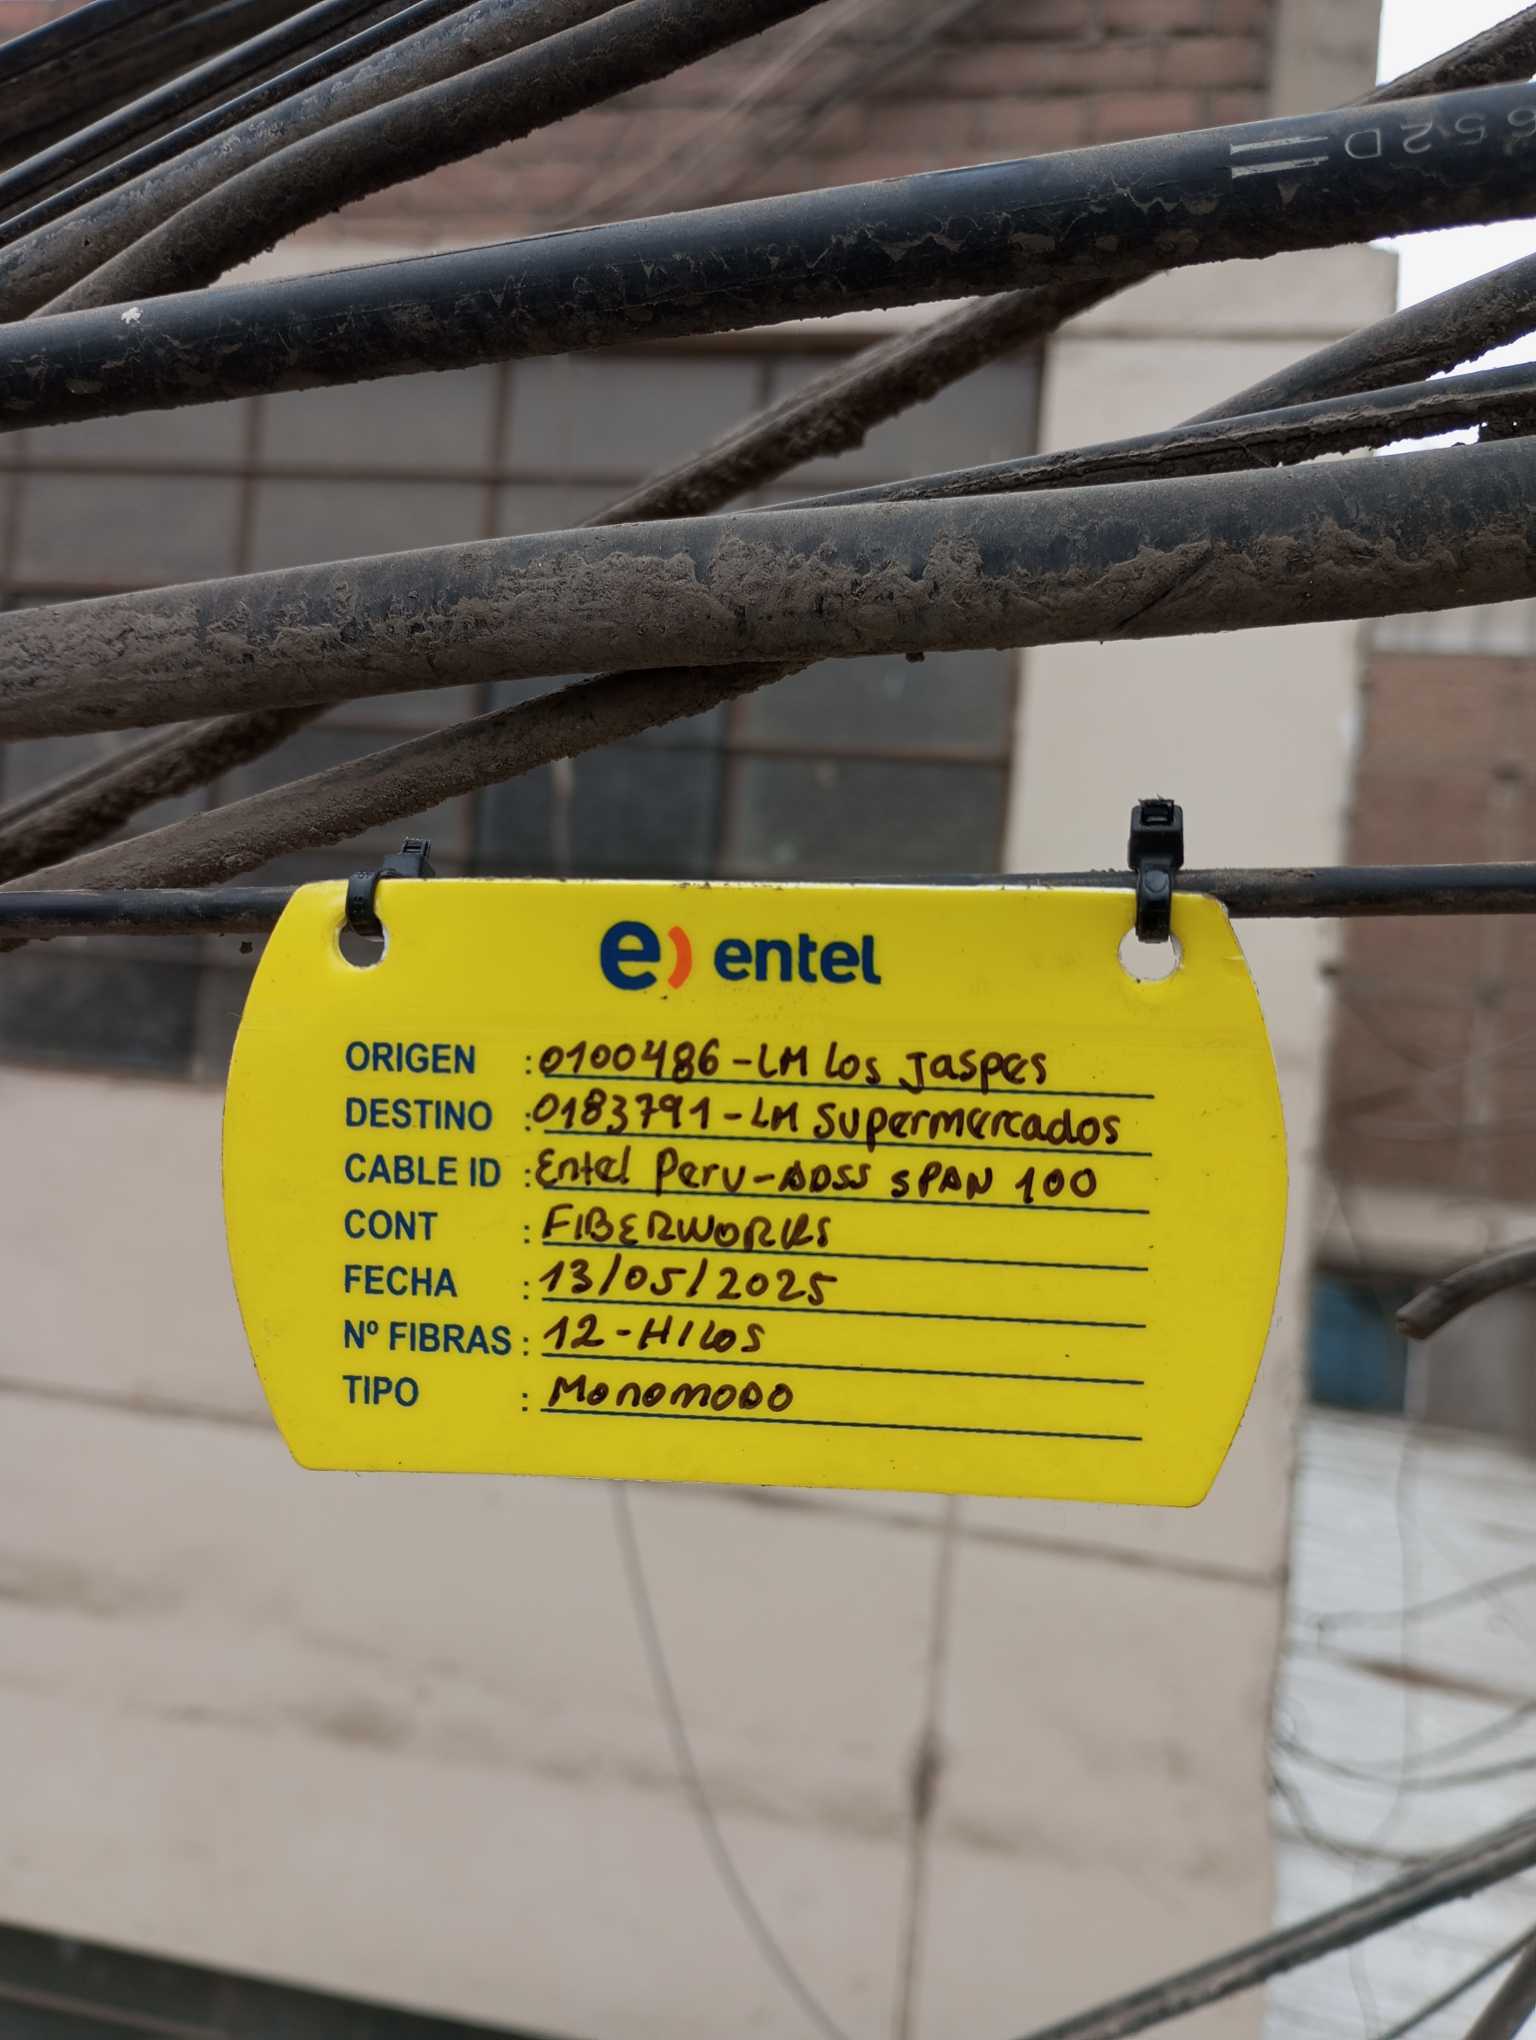 652D
e) entel
ORIGEN : 0100486-LM Los Jaspes
DESTINO : 0183791-LM Supermercados
CABLE ID : Entel Peru-ADSS SPAN 100
CONT : FIBERWORKS
FECHA : 13/05/2025
Nº FIBRAS : 12-HILOS
TIPO : MONOMODO